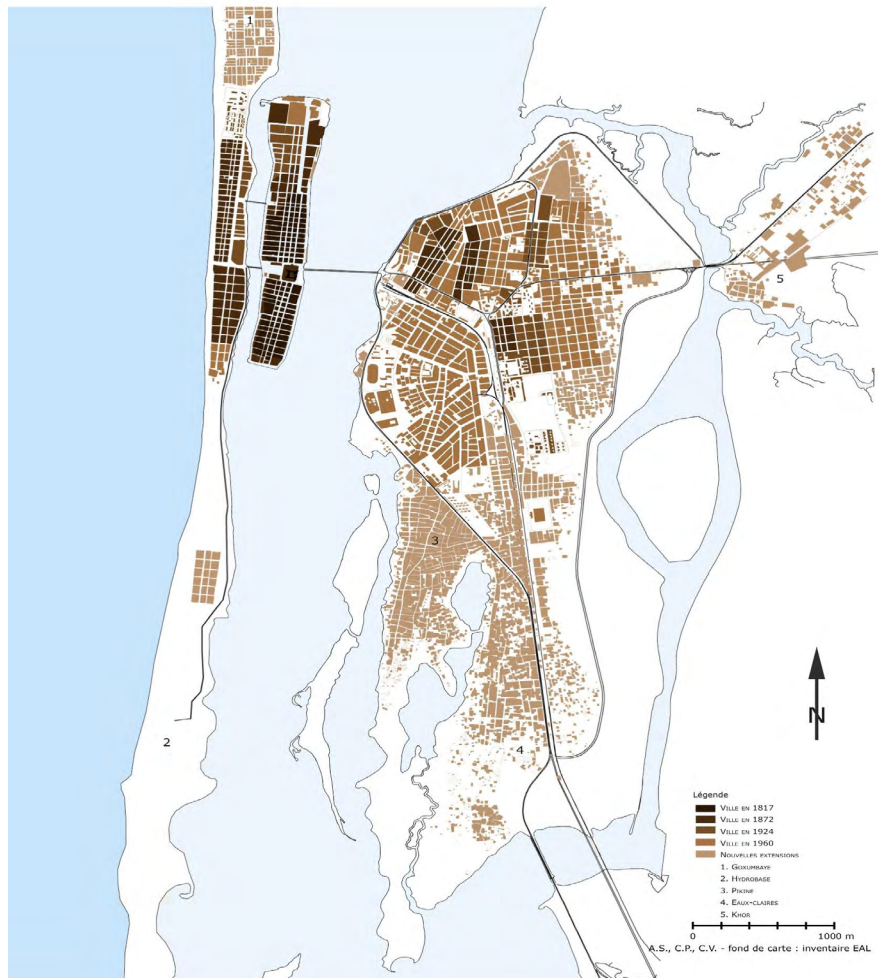 1
5
3
N
2
4
Légende
VILLE EN 1817
VILLE EN 1872
VILLE EN 1924
VILLE EN 1960
NOUVELLES EXTENSIONS
1. GOXUMBAYE
2. HYDROBASE
3. PIKINE
4. EAUX-CLAIRES
5. KHOR
0 1000 m
A.S., C.P., C.V. - fond de carte : inventaire EAL